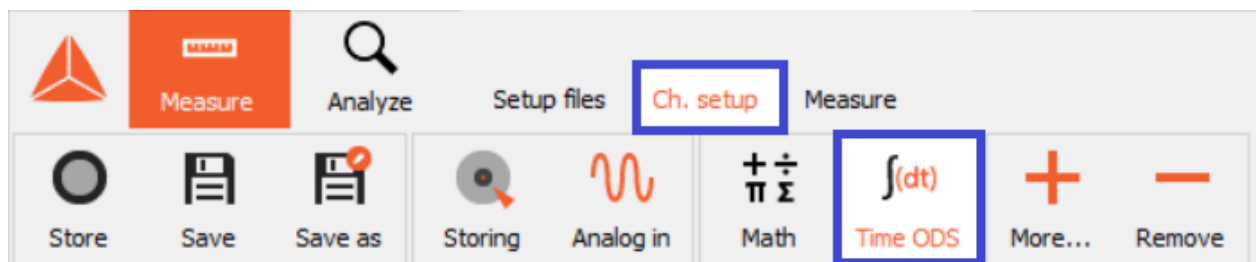 Measure
Analyze
Setup files
Ch. setup
Measure
Store
Save
Save as
Storing
Analog in
+ ÷
π Σ
Math
∫(dt)
Time ODS
More...
Remove